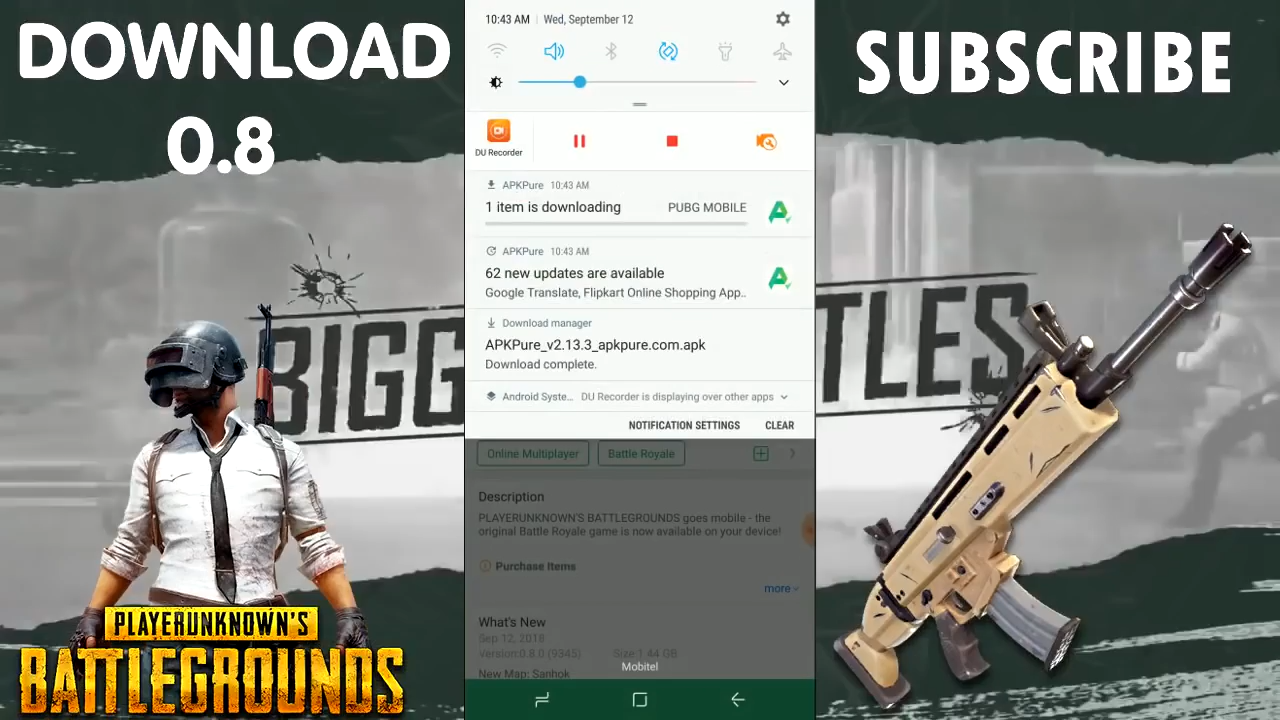 DOWNLOAD
0.8
SUBSCRIBE
BIGG
TLES
PLAYERUNKNOWN'S
BATTLEGROUNDS
10:43 AM | Wed, September 12
DU Recorder
APKPure 10:43 AM
1 item is downloading PUBG MOBILE
APKPure 10:43 AM
62 new updates are available
Google Translate, Flipkart Online Shopping App..
Download manager
APKPure_v2.13.3_apkpure.com.apk
Download complete.
Android Syste... DU Recorder is displaying over other apps
NOTIFICATION SETTINGS CLEAR
Online Multiplayer Battle Royale
Description
PLAYERUNKNOWN'S BATTLEGROUNDS goes mobile - the
original Battle Royale game is now available on your device!
Purchase Items
more
What's New
Sep 12, 2018
Version:0.8.0 (9345) Size:1.44 GB
Mobitel
New Map: Sanhok